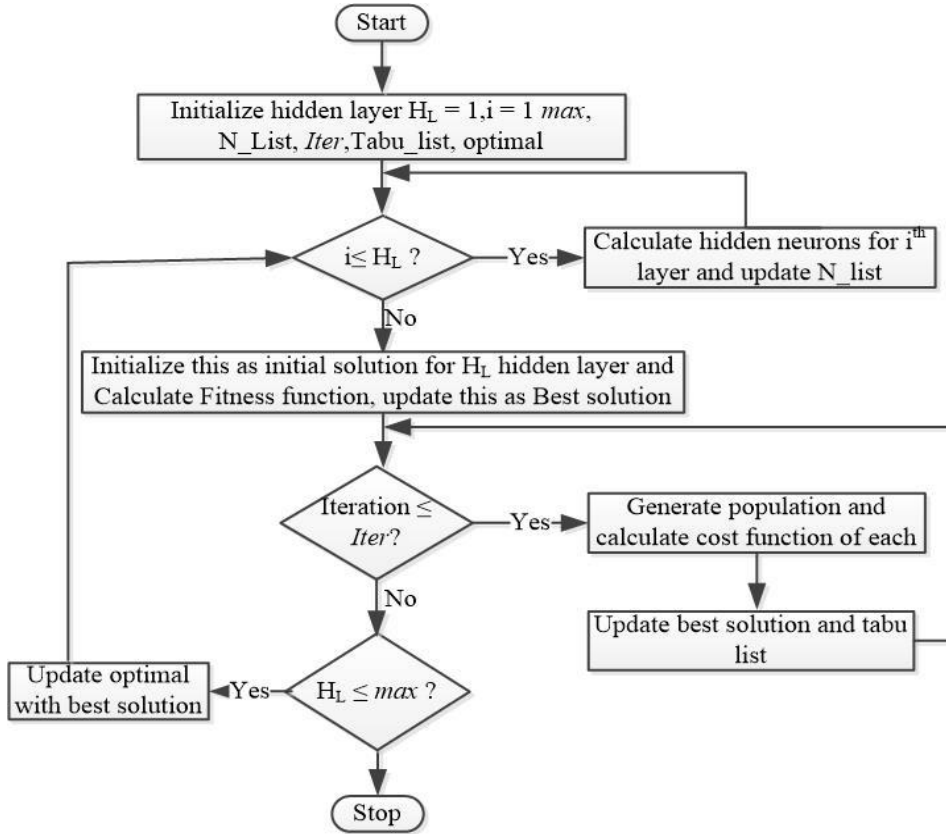 Start
Initialize hidden layer H_L = 1,i = 1 max,
N_List, Iter,Tabu_list, optimal
i≤ H_L ?
Yes
Calculate hidden neurons for i^th
layer and update N_list
No
Initialize this as initial solution for H_L hidden layer and
Calculate Fitness function, update this as Best solution
Iteration ≤
Iter?
Yes
Generate population and
calculate cost function of each
No
Update best solution and tabu
list
H_L ≤ max ?
Yes
Update optimal
with best solution
Stop